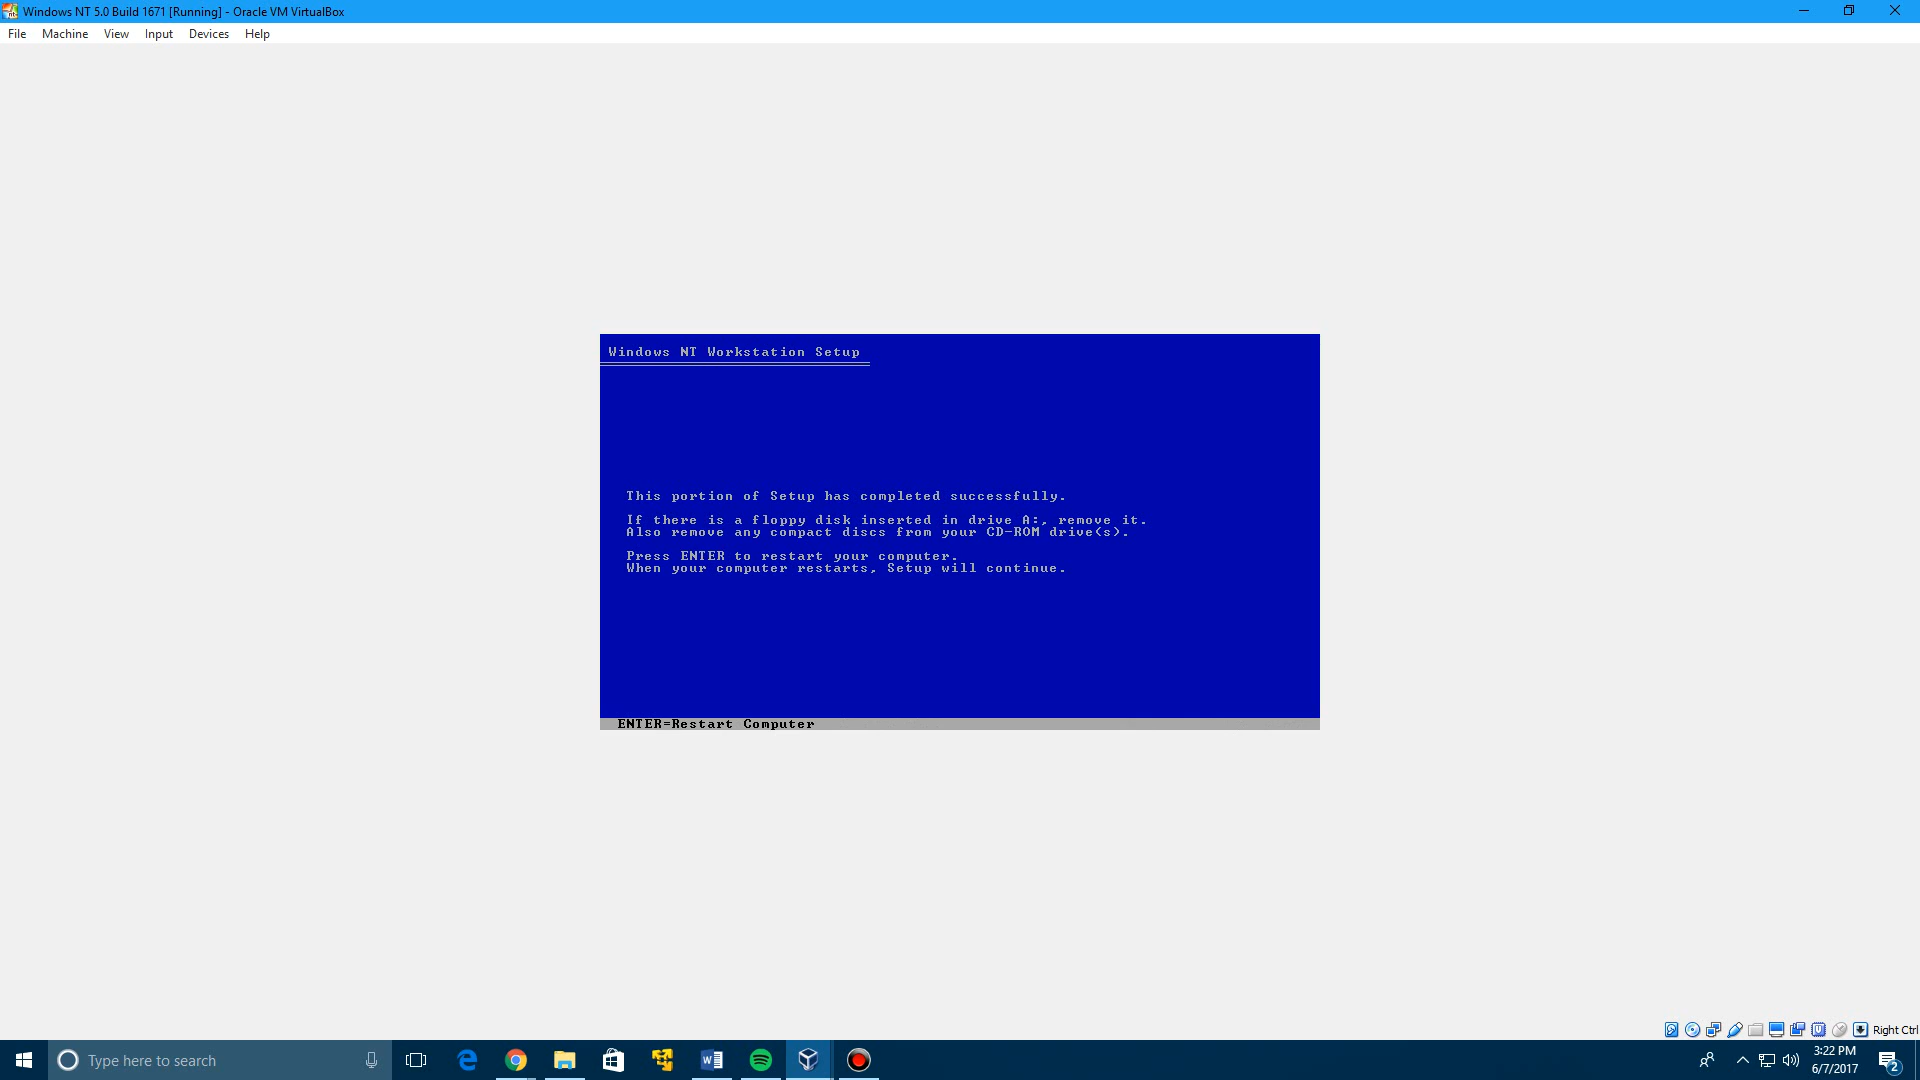 Windows NT 5.0 Build 1671 [Running] - Oracle VM VirtualBox
File Machine View Input Devices Help
Windows NT Workstation Setup
This portion of Setup has completed successfully.
If there is a floppy disk inserted in drive A:, remove it.
Also remove any compact discs from your CD-ROM drive(s).
Press ENTER to restart your computer.
When your computer restarts, Setup will continue.
ENTER=Restart Computer
Right Ctrl
Type here to search
3:22 PM
6/7/2017
2